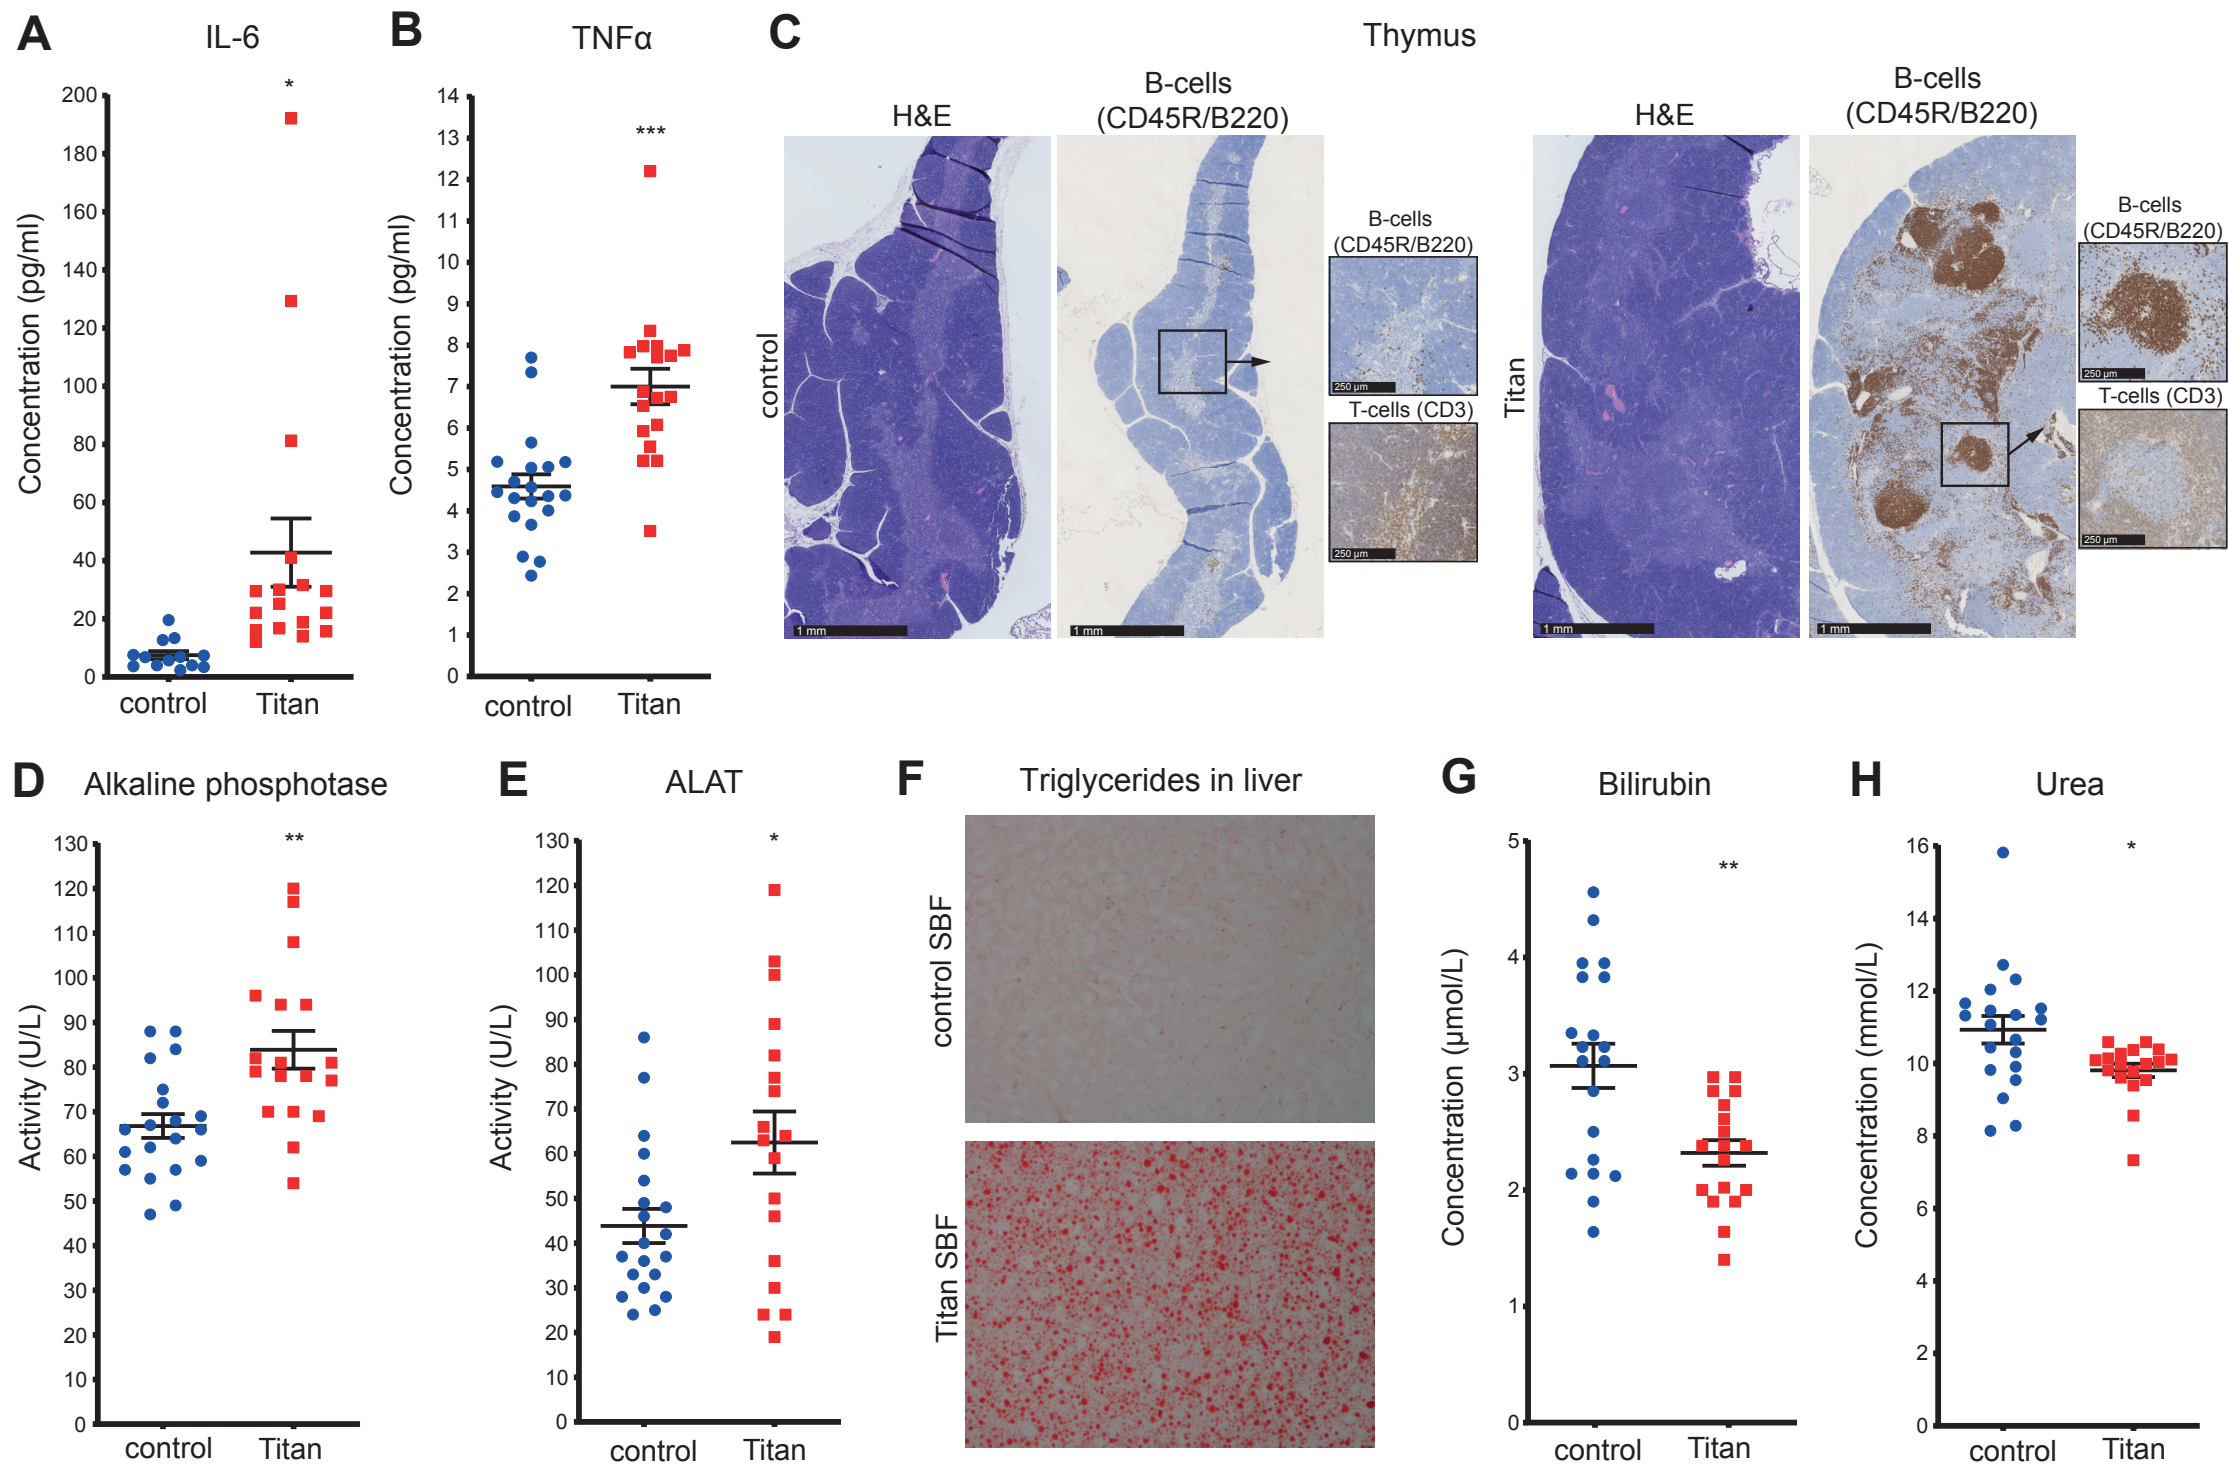 A
IL-6
*
200
180
160
140
120
100
80
60
40
20
0
Concentration (pg/ml)
control
Titan
B
TNFα
***
14
13
12
11
10
9
8
7
6
5
4
3
2
1
0
Concentration (pg/ml)
control
Titan
C
Thymus
control
H&E
1 mm
B-cells
(CD45R/B220)
1 mm
B-cells
(CD45R/B220)
250 µm
T-cells (CD3)
250 µm
Titan
H&E
1 mm
B-cells
(CD45R/B220)
1 mm
B-cells
(CD45R/B220)
250 µm
T-cells (CD3)
250 µm
D
Alkaline phosphotase
**
130
120
110
100
90
80
70
60
50
40
30
20
10
0
Activity (U/L)
control
Titan
E
ALAT
*
130
120
110
100
90
80
70
60
50
40
30
20
10
0
Activity (U/L)
control
Titan
F
Triglycerides in liver
control SBF
Titan SBF
G
Bilirubin
**
5
4
3
2
1
0
Concentration (µmol/L)
control
Titan
H
Urea
*
16
14
12
10
8
6
4
2
0
Concentration (mmol/L)
control
Titan